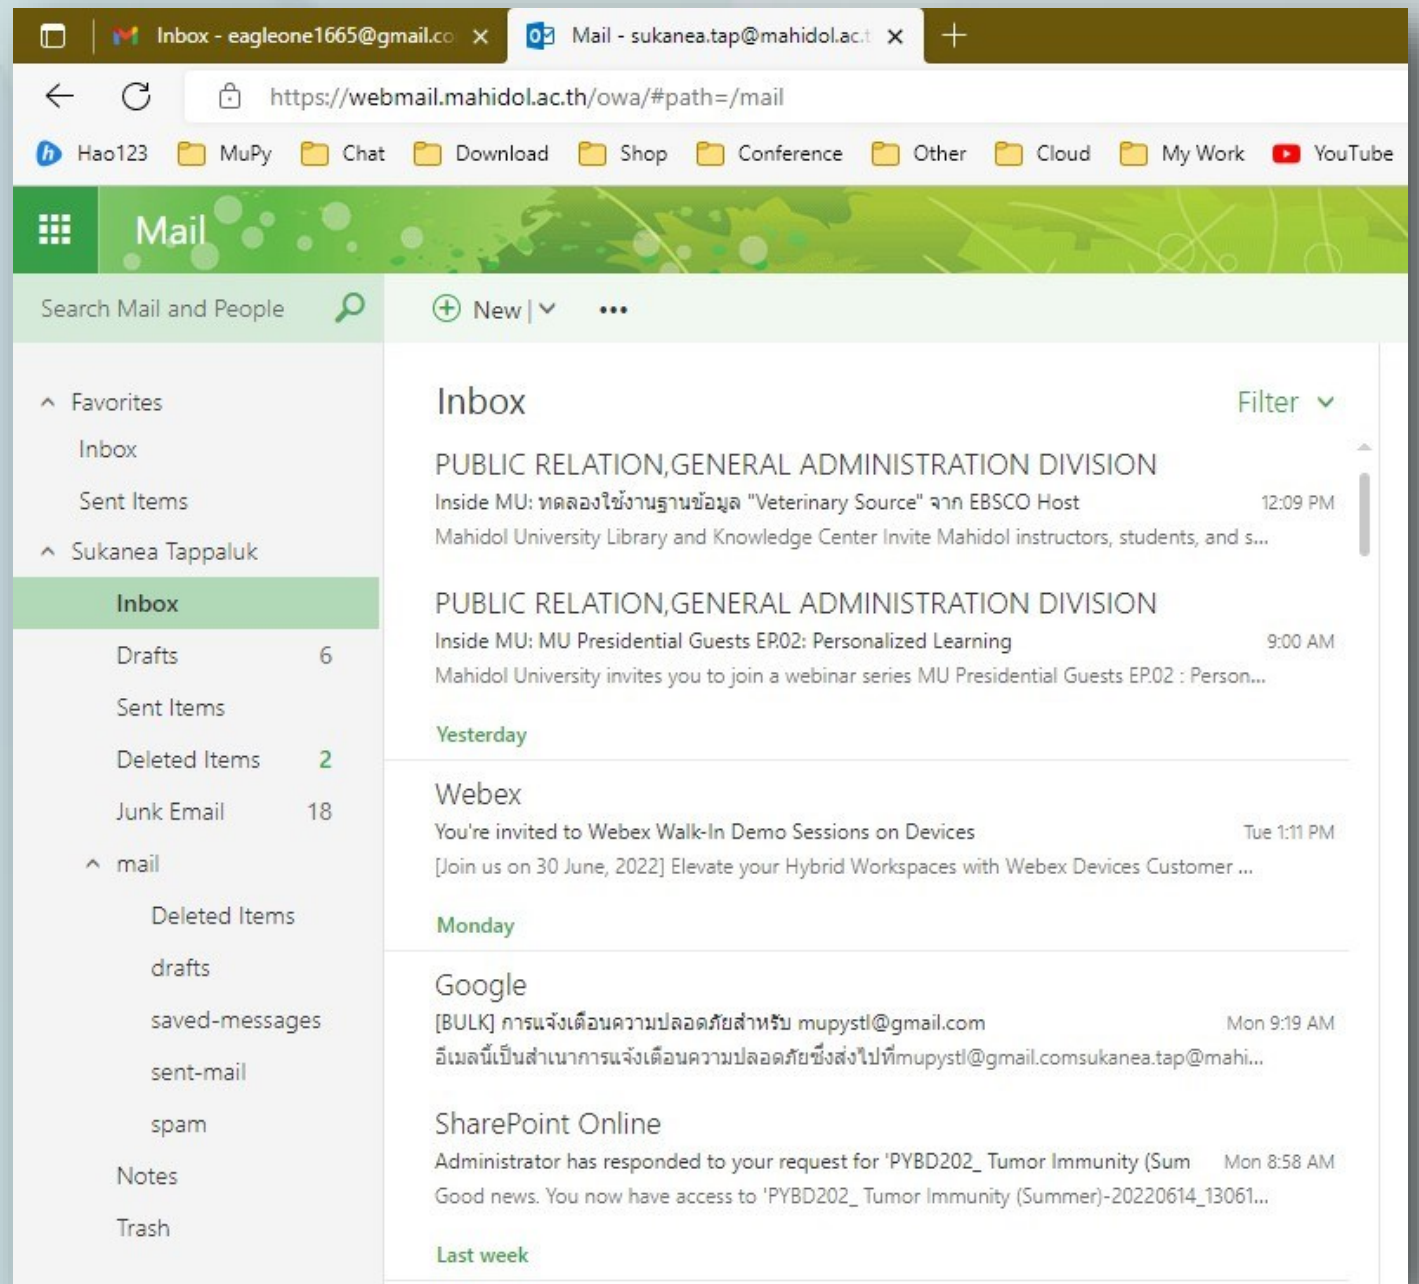 Inbox - eagleone1665@gmail.co
Mail - sukanea.tap@mahidol.ac.t
https://webmail.mahidol.ac.th/owa/#path=/mail
Hao123 MuPy Chat Download Shop Conference Other Cloud My Work YouTube
Mail
Search Mail and People
New
Favorites
Inbox
Sent Items
Sukanea Tappaluk
Inbox
Drafts 6
Sent Items
Deleted Items 2
Junk Email 18
mail
Deleted Items
drafts
saved-messages
sent-mail
spam
Notes
Trash
Inbox
Filter
PUBLIC RELATION,GENERAL ADMINISTRATION DIVISION
Inside MU: ทดลองใช้งานฐานข้อมูล "Veterinary Source" จาก EBSCO Host 12:09 PM
Mahidol University Library and Knowledge Center Invite Mahidol instructors, students, and s...
PUBLIC RELATION,GENERAL ADMINISTRATION DIVISION
Inside MU: MU Presidential Guests EP.02: Personalized Learning 9:00 AM
Mahidol University invites you to join a webinar series MU Presidential Guests EP.02 : Person...
Yesterday
Webex
You're invited to Webex Walk-In Demo Sessions on Devices Tue 1:11 PM
[Join us on 30 June, 2022] Elevate your Hybrid Workspaces with Webex Devices Customer ...
Monday
Google
[BULK] การแจ้งเตือนความปลอดภัยสำหรับ mupystl@gmail.com Mon 9:19 AM
อีเมลนี้เป็นสำเนาการแจ้งเตือนความปลอดภัยซึ่งส่งไปที่mupystl@gmail.comsukanea.tap@mahi...
SharePoint Online
Administrator has responded to your request for 'PYBD202_ Tumor Immunity (Sum Mon 8:58 AM
Good news. You now have access to 'PYBD202_ Tumor Immunity (Summer)-20220614_13061...
Last week